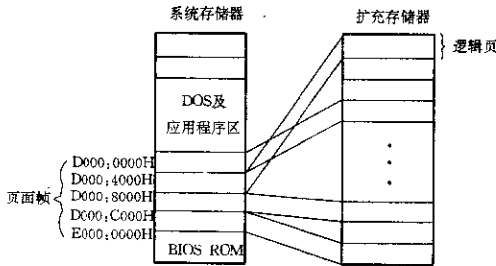 系统存储器
扩充存储器
逻辑页
DOS及
应用程序区
D000:0000H
D000:4000H
D000:8000H
D000:C000H
E000:0000H
页面帧
BIOS ROM